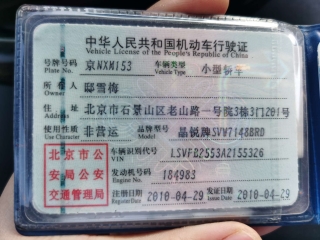 中华人民共和国机动车行驶证
Vehicle License of the People's Republic of China
号牌号码 京NXM153 车辆类型 小型轿车
Plate No. Vehicle Type
所有人 邸雪梅
Owner
住址 北京市石景山区老山路一号院3栋3门201号
Address
使用性质 非营运 品牌型号 晶锐牌SVW7148BRD
Use Character Model
北京市公 车辆识别代号 LSVFB2553A2155326
VIN
安局公安 发动机号码 184983
Engine No.
交通管理局 注册日期 2010-04-29 发证日期 2010-04-29
Register Date Issue Date